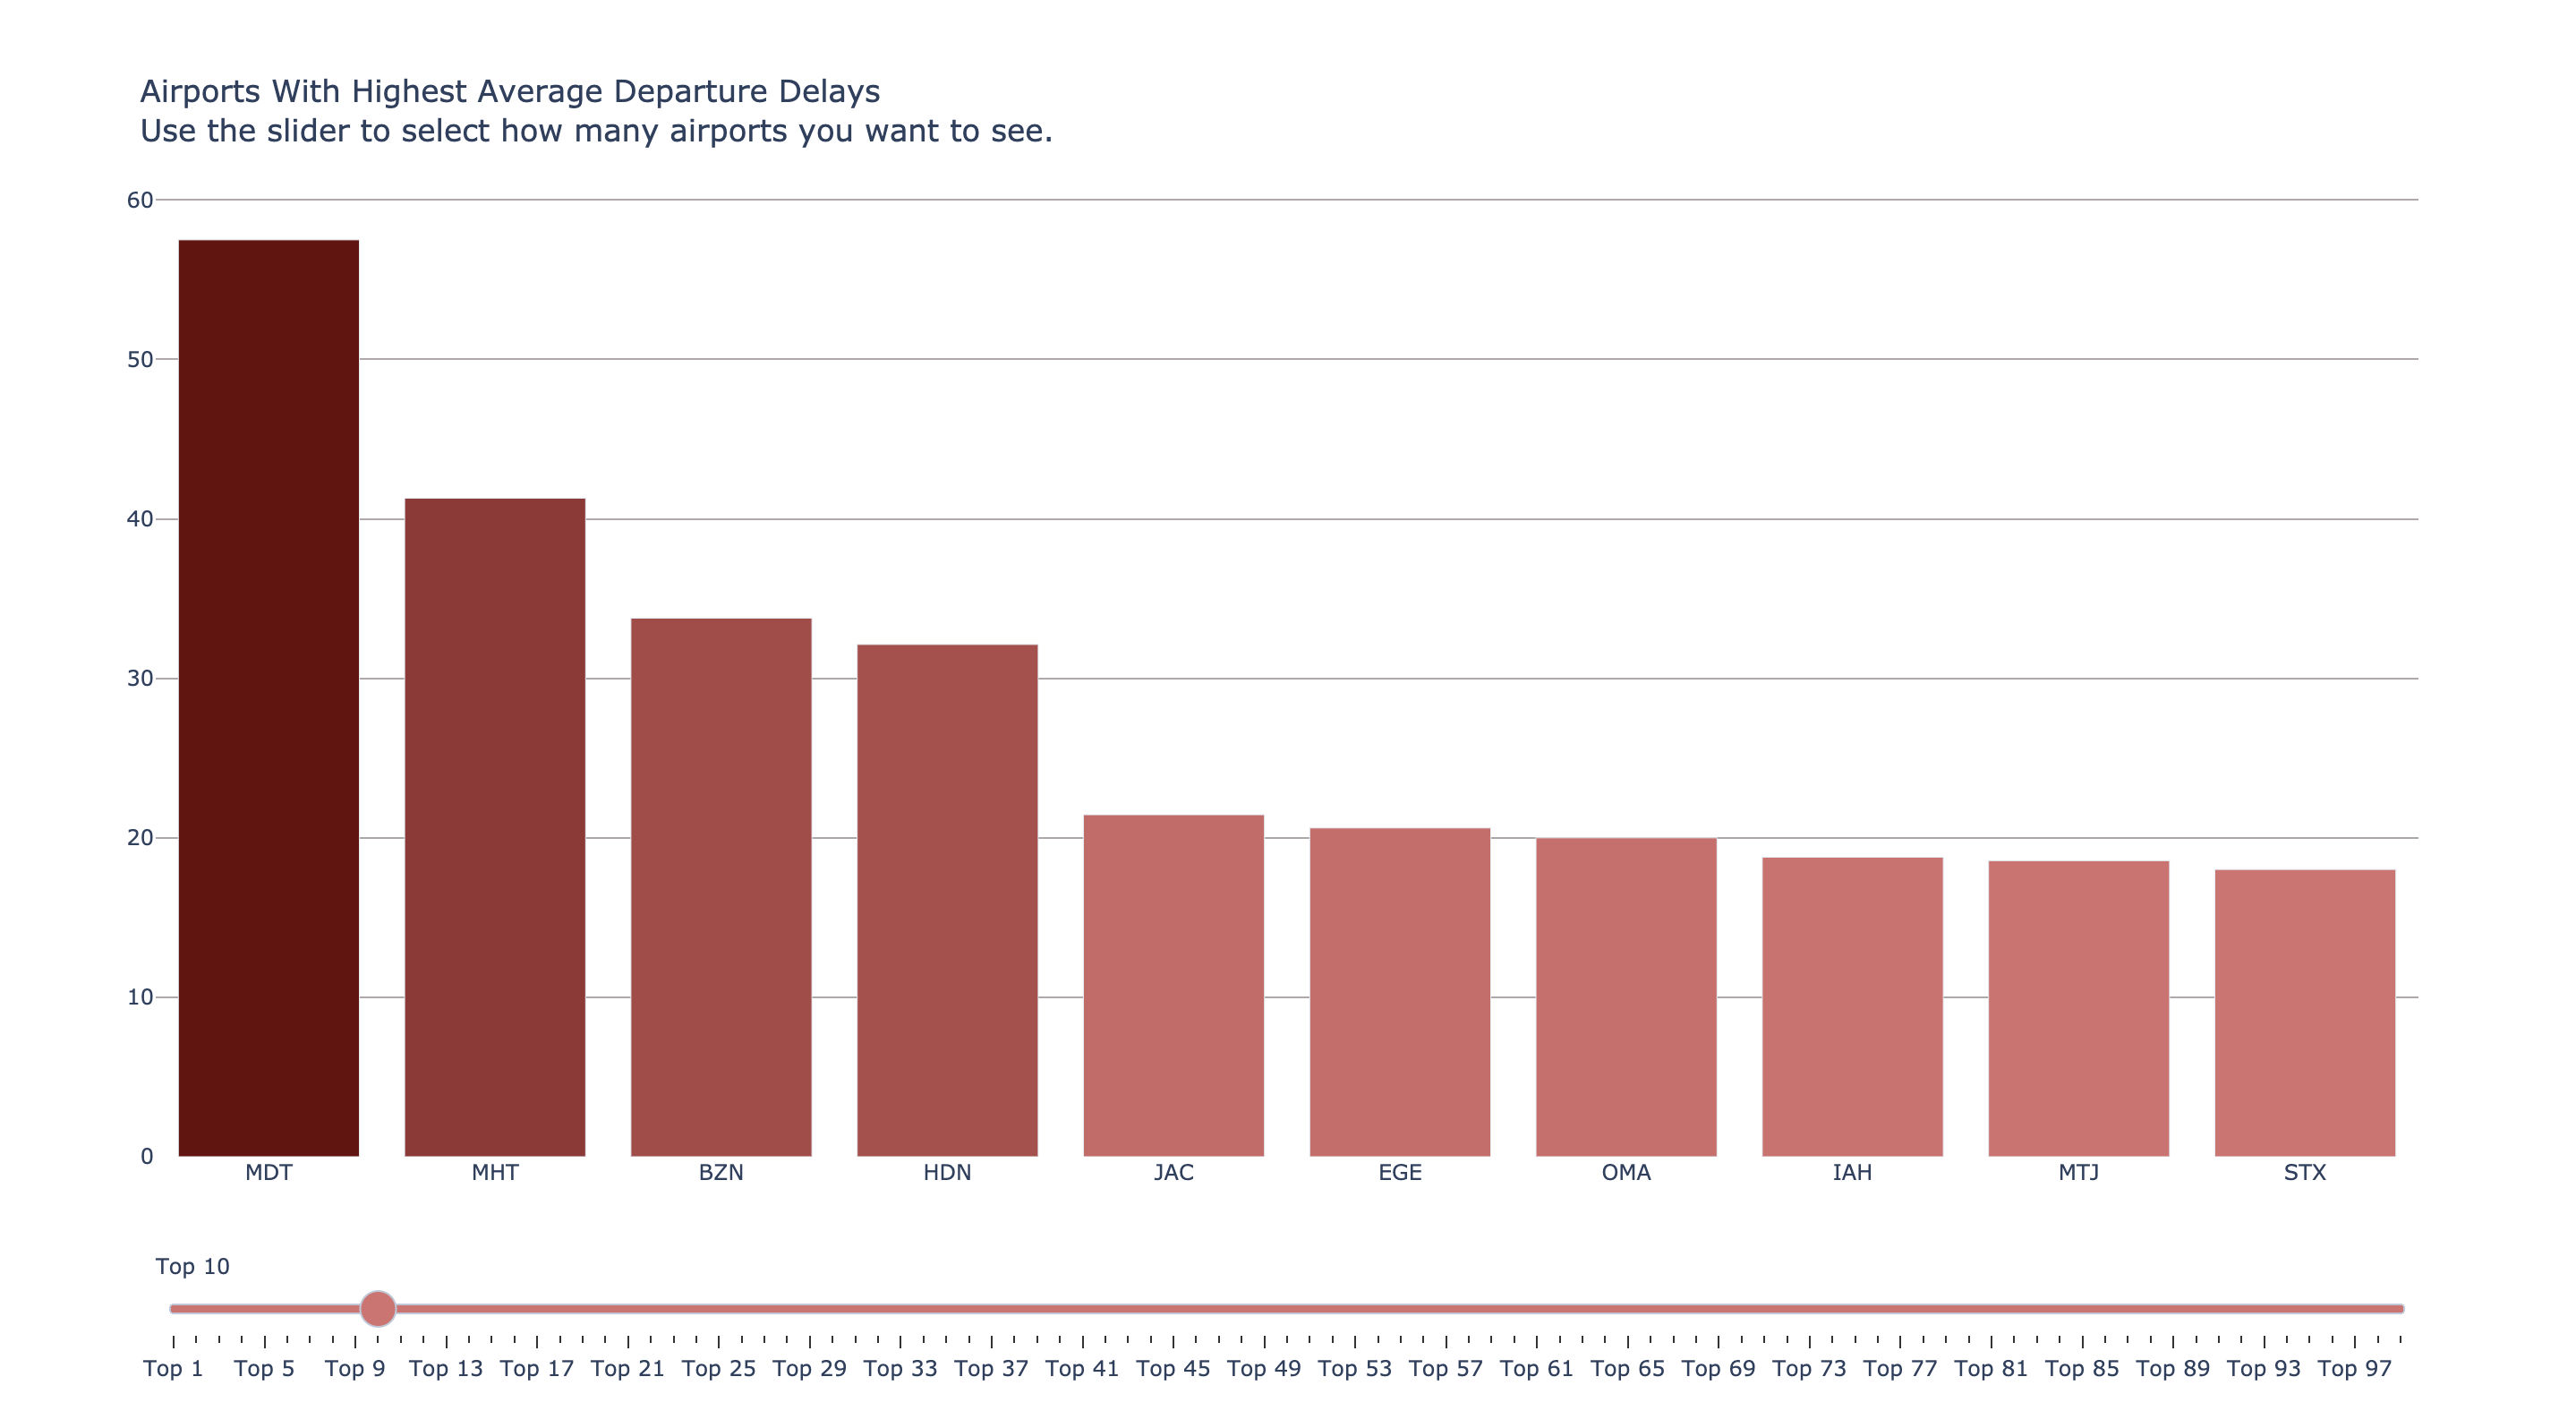 Airports With Highest Average Departure Delays
Use the slider to select how many airports you want to see.
60
50
40
30
20
10
0
MDT MHT BZN HDN JAC EGE OMA IAH MTJ STX
Top 10
Top 1 Top 5 Top 9 Top 13 Top 17 Top 21 Top 25 Top 29 Top 33 Top 37 Top 41 Top 45 Top 49 Top 53 Top 57 Top 61 Top 65 Top 69 Top 73 Top 77 Top 81 Top 85 Top 89 Top 93 Top 97